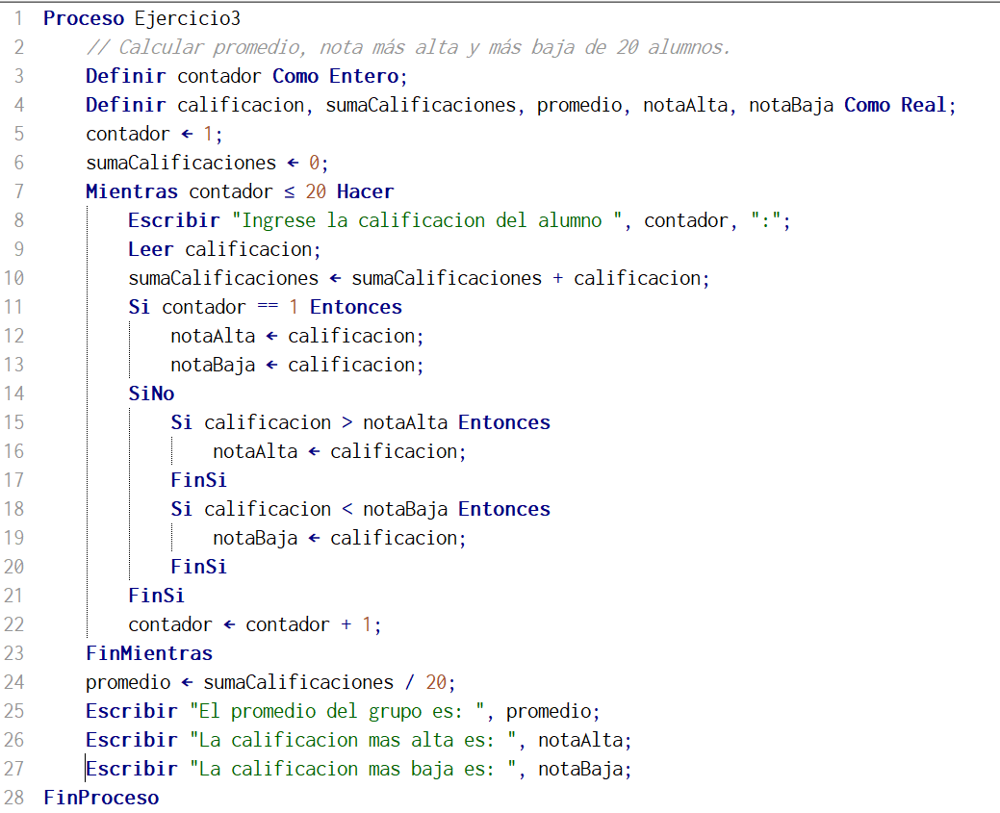 1 Proceso Ejercicio3
2 // Calcular promedio, nota más alta y más baja de 20 alumnos.
3 Definir contador Como Entero;
4 Definir calificacion, sumaCalificaciones, promedio, notaAlta, notaBaja Como Real;
5 contador ← 1;
6 sumaCalificaciones ← 0;
7 Mientras contador ≤ 20 Hacer
8 Escribir "Ingrese la calificacion del alumno ", contador, ":";
9 Leer calificacion;
10 sumaCalificaciones ← sumaCalificaciones + calificacion;
11 Si contador == 1 Entonces
12 notaAlta ← calificacion;
13 notaBaja ← calificacion;
14 SiNo
15 Si calificacion > notaAlta Entonces
16 notaAlta ← calificacion;
17 FinSi
18 Si calificacion < notaBaja Entonces
19 notaBaja ← calificacion;
20 FinSi
21 FinSi
22 contador ← contador + 1;
23 FinMientras
24 promedio ← sumaCalificaciones / 20;
25 Escribir "El promedio del grupo es: ", promedio;
26 Escribir "La calificacion mas alta es: ", notaAlta;
27 Escribir "La calificacion mas baja es: ", notaBaja;
28 FinProceso